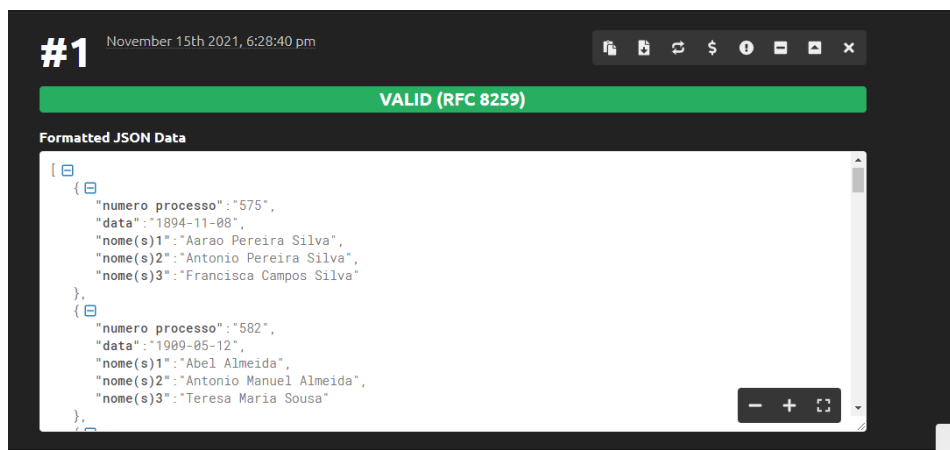 #1
November 15th 2021, 6:28:40 pm
VALID (RFC 8259)
Formatted JSON Data
[
{
"numero processo":"575",
"data":"1894-11-08",
"nome(s)1":"Aarao Pereira Silva",
"nome(s)2":"Antonio Pereira Silva",
"nome(s)3":"Francisca Campos Silva"
},
{
"numero processo":"582",
"data":"1909-05-12",
"nome(s)1":"Abel Almeida",
"nome(s)2":"Antonio Manuel Almeida",
"nome(s)3":"Teresa Maria Sousa"
},
{